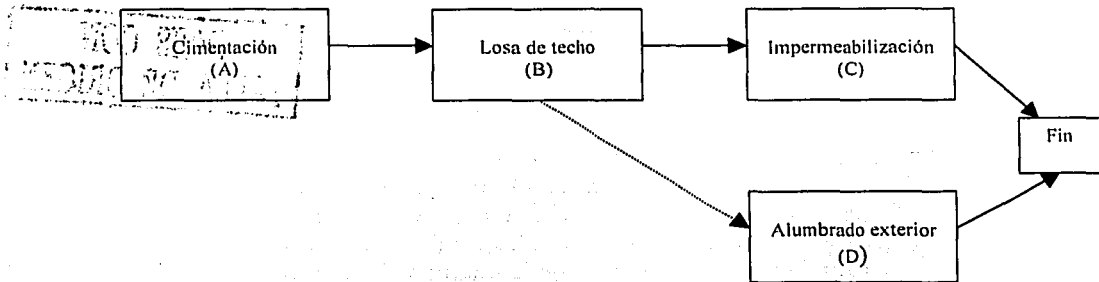 Cimentación
(A)
Losa de techo
(B)
Impermeabilización
(C)
Fin
Alumbrado exterior
(D)